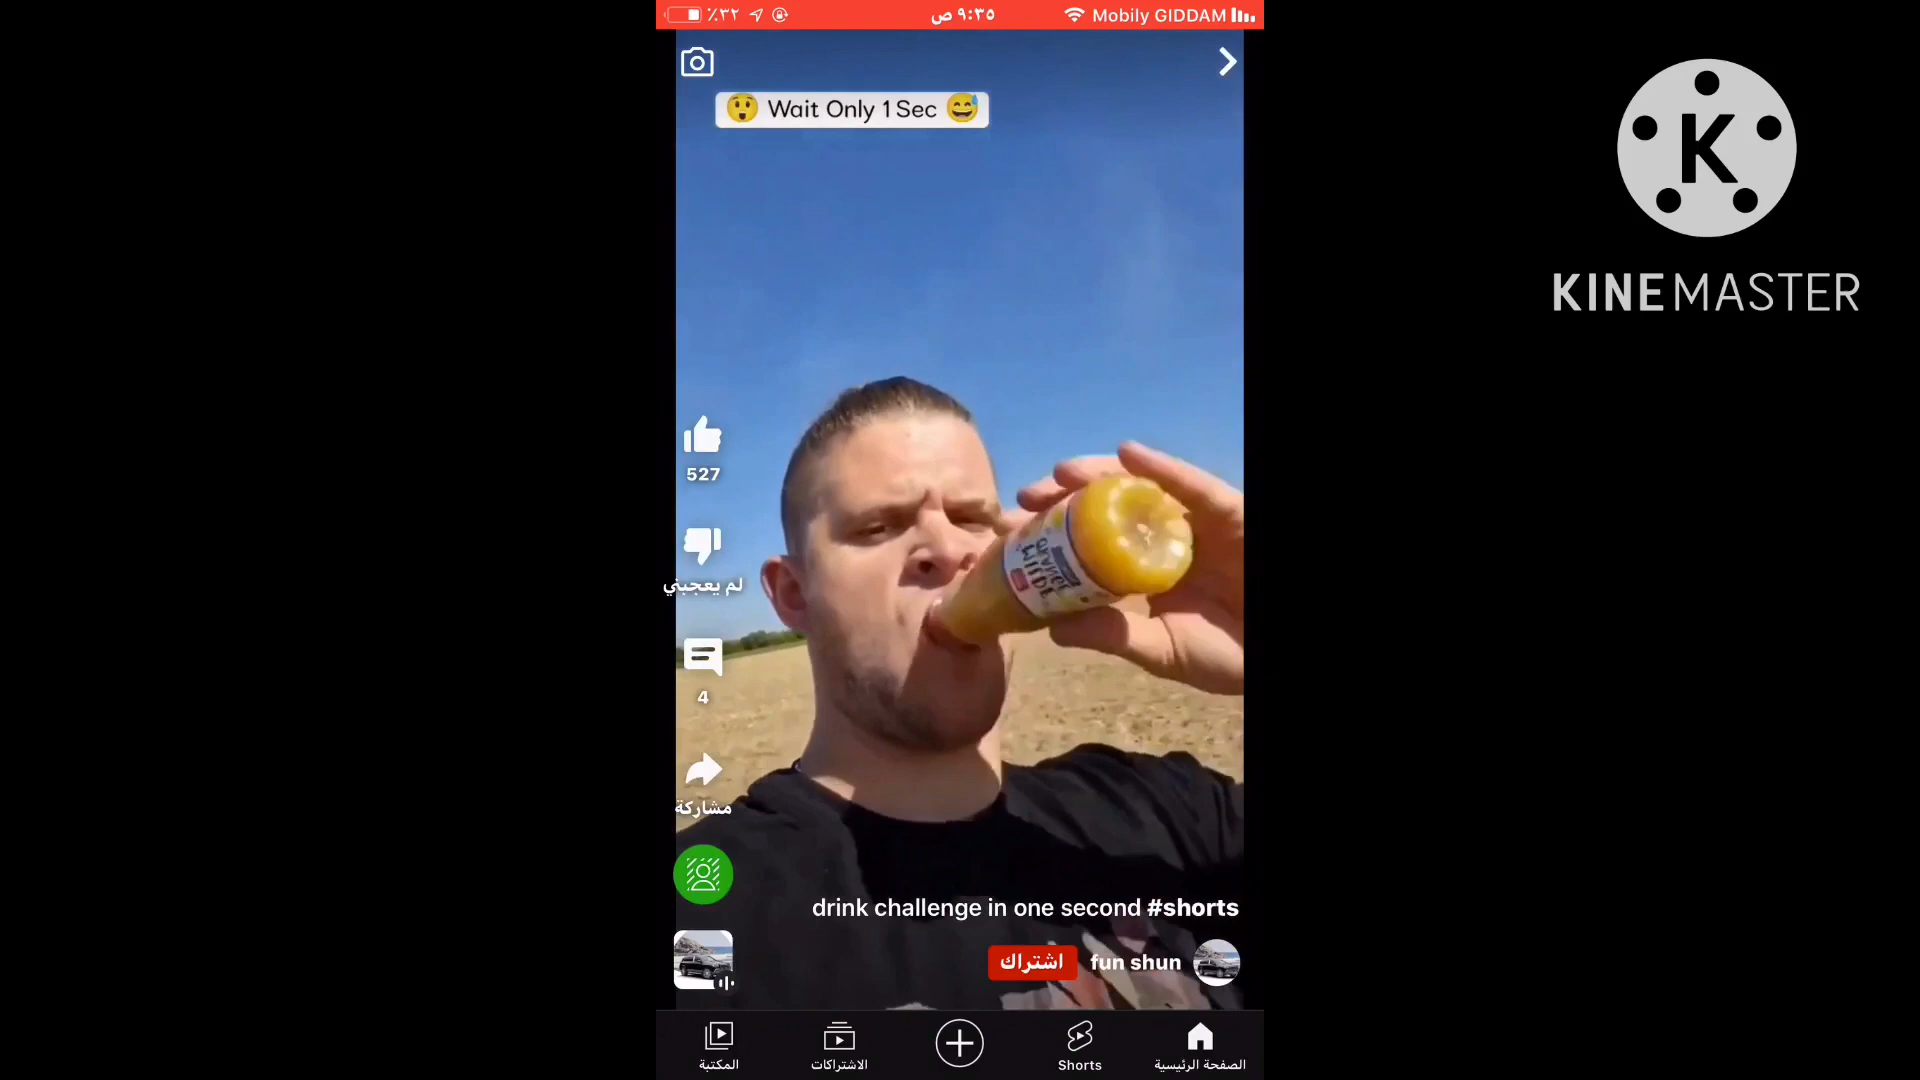 ٪٣٢
٩:٣٥ ص
Mobily GIDDAM
😲 Wait Only 1 Sec 😅
K
KINEMASTER
527
لم يعجبني
4
مشاركة
drink challenge in one second #shorts
اشتراك
fun shun
المكتبة
الاشتراكات
Shorts
الصفحة الرئيسية